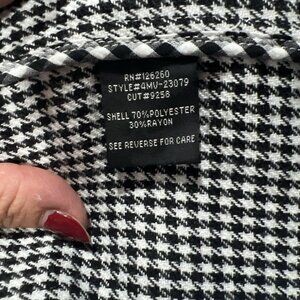 RN#126260
STYLE#4MU-23079
CUT#9258
SHELL 70%POLYESTER
30%RAYON
SEE REVERSE FOR CARE